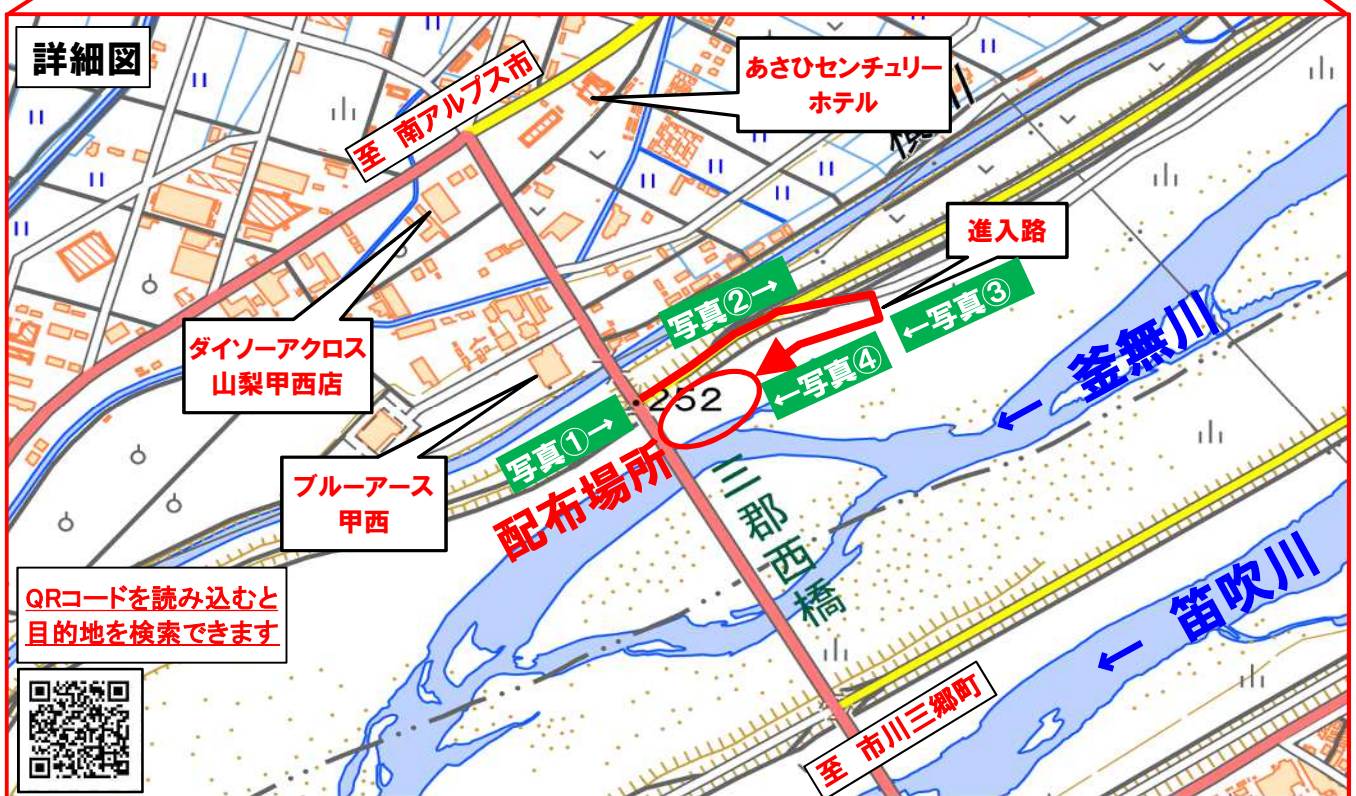 詳細図
至 南アルプス市
あさひセンチュリー
ホテル
横川
進入路
写真②→
←写真③
ダイソーアクロス
山梨甲西店
←写真④
← 釜無川
252
写真①→
配布場所
ブルーアース
甲西
三郡西橋
← 笛吹川
QRコードを読み込むと
目的地を検索できます
至 市川三郷町